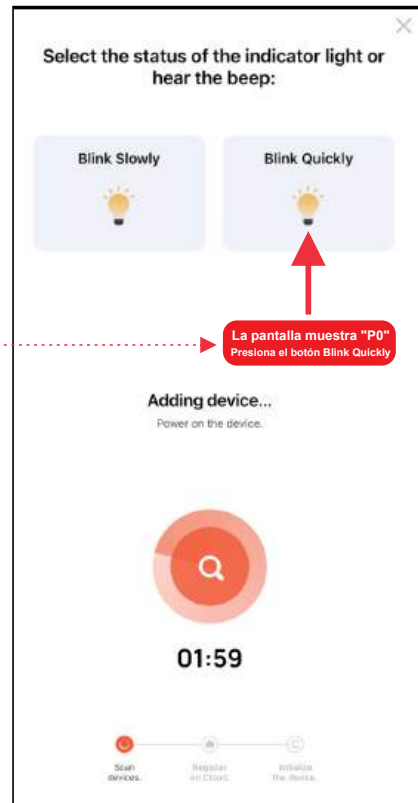 Select the status of the indicator light or
hear the beep:
Blink Slowly
Blink Quickly
La pantalla muestra "P0"
Presiona el botón Blink Quickly
Adding device...
Power on the device.
01:59
Scan
devices.
Register
on Cloud.
Initialize
the device.